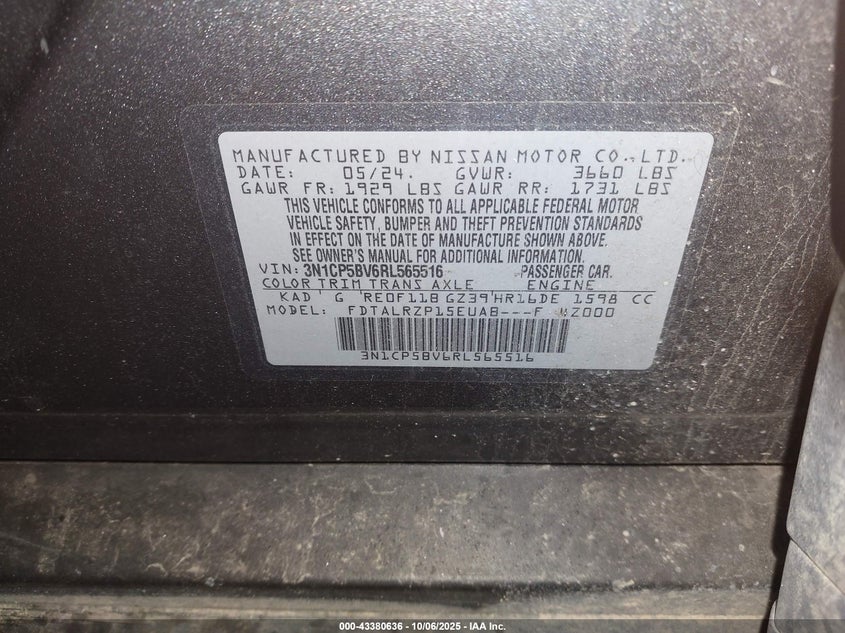 MANUFACTURED BY NISSAN MOTOR CO., LTD.
DATE: 05/24. GVWR: 3660 LBS
GAWR FR: 1929 LBS GAWR RR: 1731 LBS
THIS VEHICLE CONFORMS TO ALL APPLICABLE FEDERAL MOTOR
VEHICLE SAFETY, BUMPER AND THEFT PREVENTION STANDARDS
IN EFFECT ON THE DATE OF MANUFACTURE SHOWN ABOVE.
SEE OWNER'S MANUAL FOR ADDITIONAL INFORMATION.
VIN: 3N1CP5BV6RL565516 PASSENGER CAR.
COLOR TRIM TRANS AXLE ENGINE
KAD G RE0F11B GZ39 HR16DE 1598 CC
MODEL: FDTALRZP15EUAB---F
3N1CP5BV6RL565516
000-43380636 - 10/06/2025 - IAA Inc.